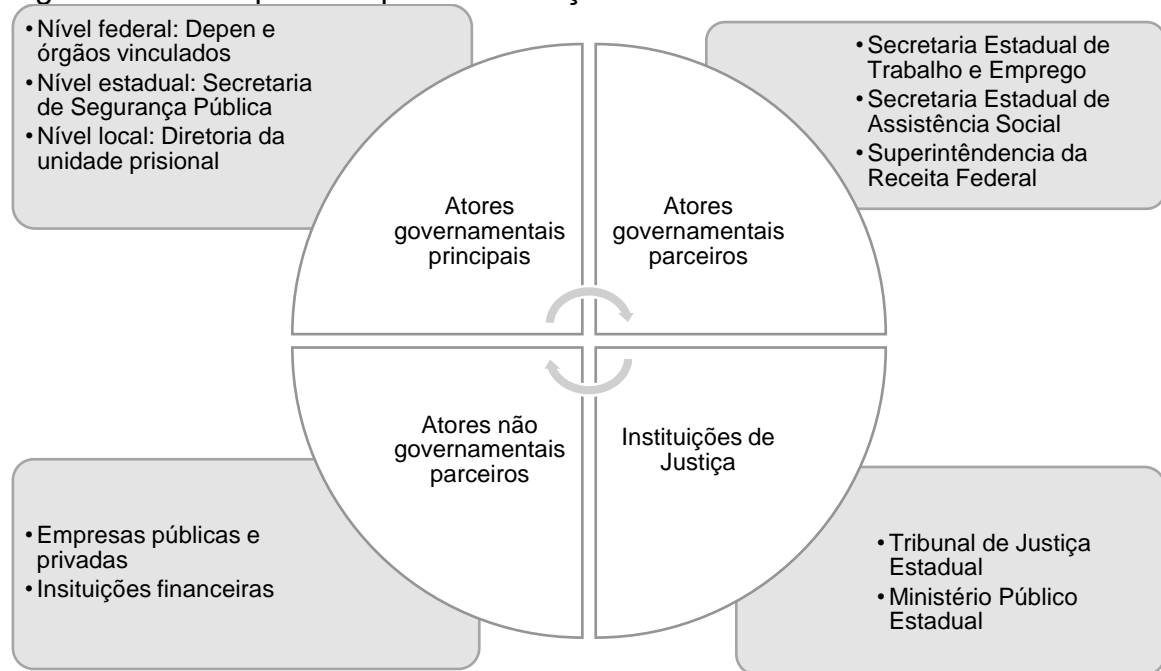 • Nível federal: Depen e
órgãos vinculados
• Nível estadual: Secretaria
de Segurança Pública
• Nível local: Diretoria da
unidade prisional
• Secretaria Estadual de
Trabalho e Emprego
• Secretaria Estadual de
Assistência Social
• Superintêndencia da
Receita Federal
Atores
governamentais
principais
Atores
governamentais
parceiros
Atores não
governamentais
parceiros
Instituições de
Justiça
• Empresas públicas e
privadas
• Insituições financeiras
• Tribunal de Justiça
Estadual
• Ministério Público
Estadual